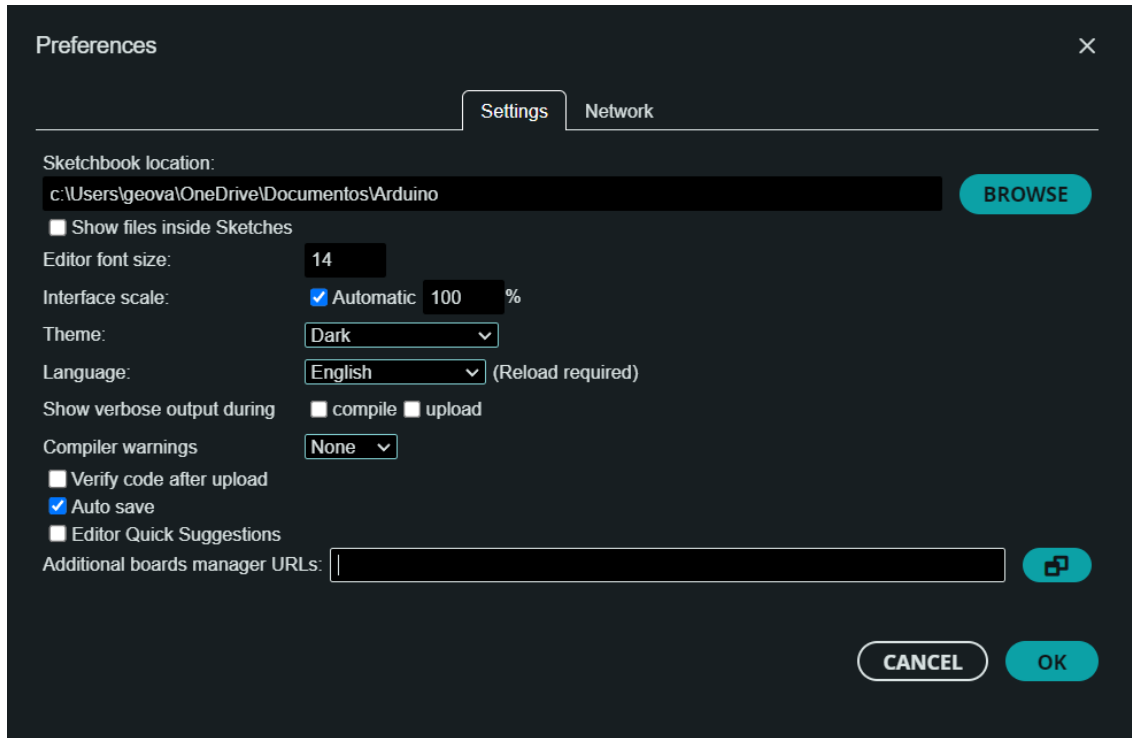 Preferences
Settings Network
Sketchbook location:
c:\Users\geova\OneDrive\Documentos\Arduino BROWSE
Show files inside Sketches
Editor font size: 14
Interface scale: Automatic 100 %
Theme: Dark
Language: English (Reload required)
Show verbose output during compile upload
Compiler warnings None
Verify code after upload
Auto save
Editor Quick Suggestions
Additional boards manager URLs:
CANCEL OK